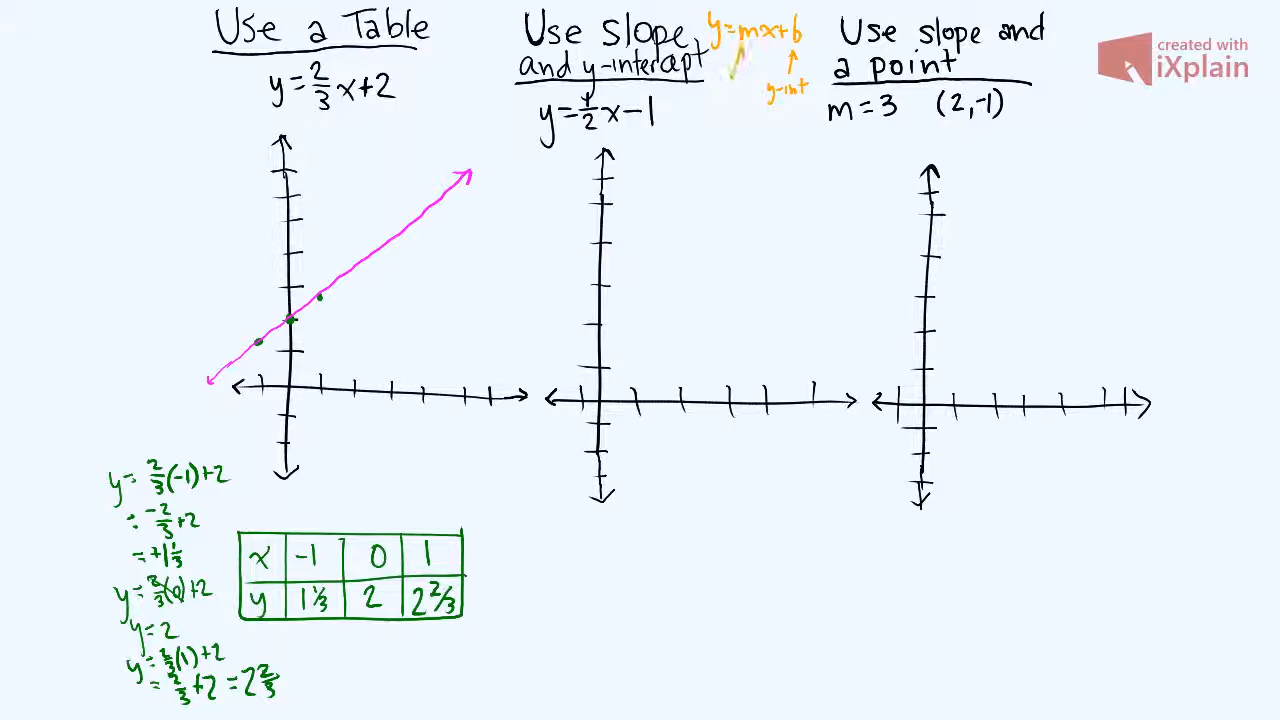 Use a Table
y=2/3x+2
Use slope
and y-intercept
y=mx+b
y-int
y=1/2x-1
Use slope and
a point
m=3 (2,-1)
created with
iXplain
y=2/3(-1)+2
=-2/3+2
=+1 1/3
y=2/3(0)+2
y=2
y=2/3(1)+2
=2/3+2=2 2/3
x -1 0 1
y 1 1/3 2 2 2/3